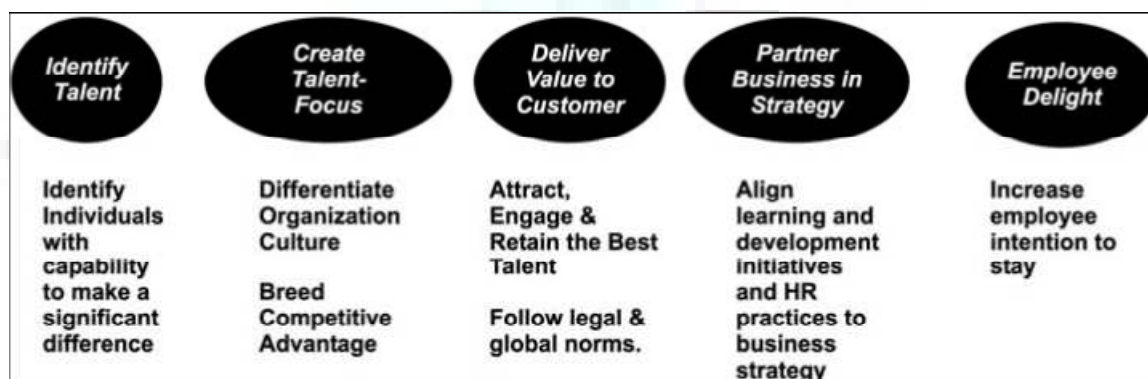 Identify
Talent
Create
Talent-
Focus
Deliver
Value to
Customer
Partner
Business in
Strategy
Employee
Delight
Identify
Individuals
with
capability
to make a
significant
difference
Differentiate
Organization
Culture
Breed
Competitive
Advantage
Attract,
Engage &
Retain the Best
Talent
Follow legal &
global norms.
Align
learning and
development
initiatives
and HR
practices to
business
strategy
Increase
employee
intention to
stay